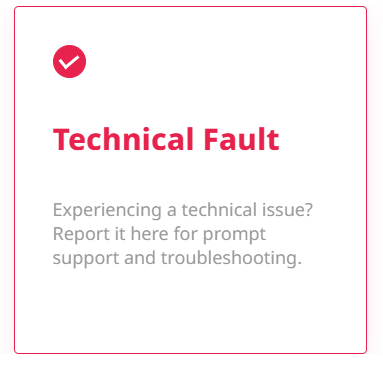 Technical Fault
Experiencing a technical issue?
Report it here for prompt
support and troubleshooting.